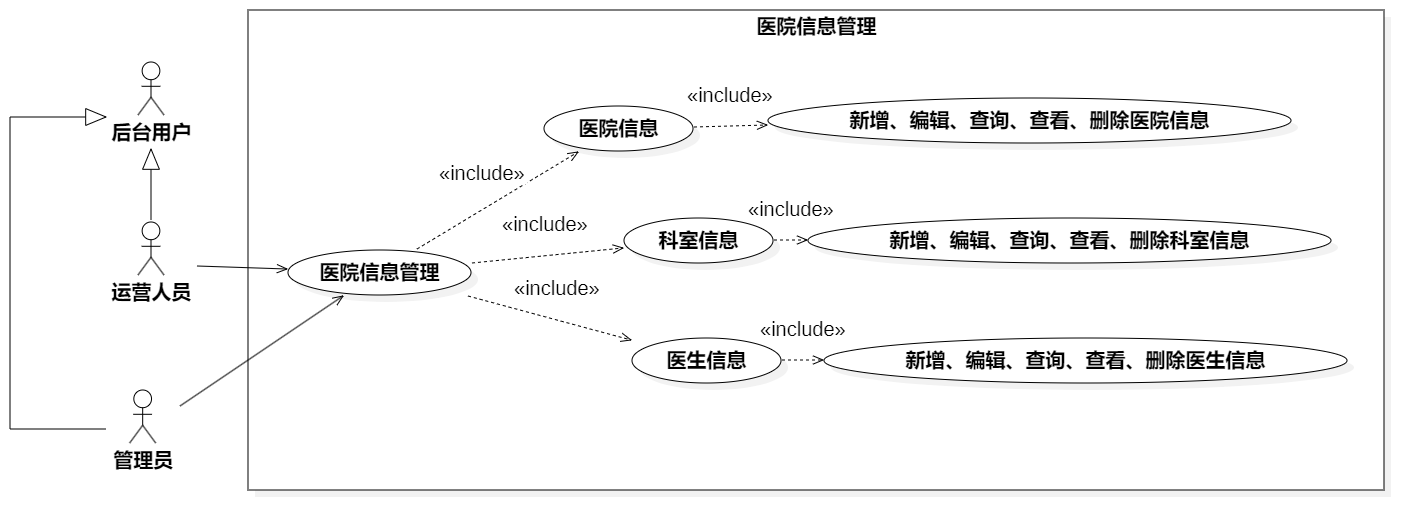 医院信息管理
后台用户
运营人员
管理员
医院信息管理
«include»
医院信息
«include»
新增、编辑、查询、查看、删除医院信息
«include»
科室信息
«include»
新增、编辑、查询、查看、删除科室信息
«include»
医生信息
«include»
新增、编辑、查询、查看、删除医生信息